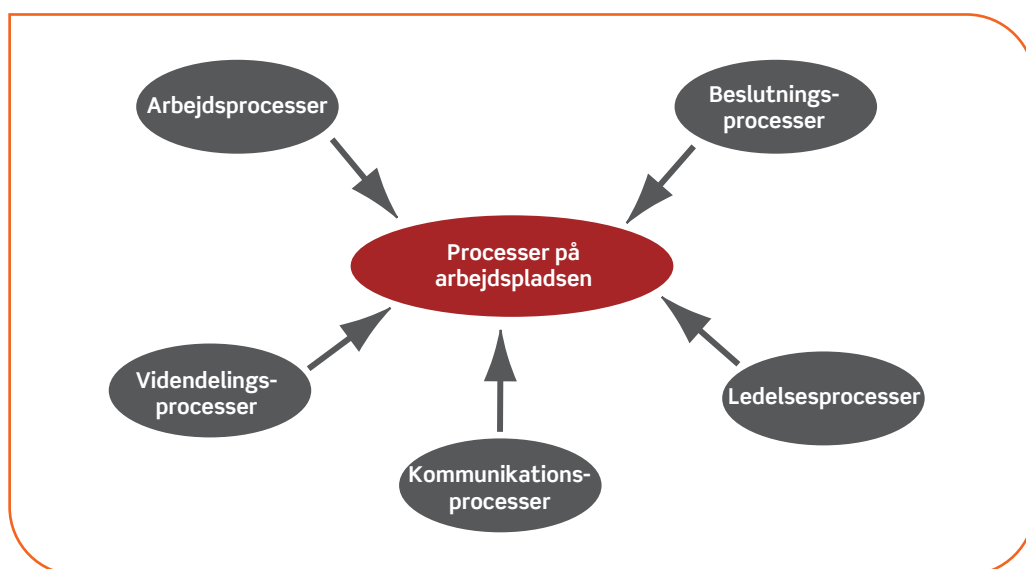 Arbejdsprocesser
Beslutnings-
processer
Processer på
arbejdspladsen
Videndelings-
processer
Ledelsesprocesser
Kommunikations-
processer